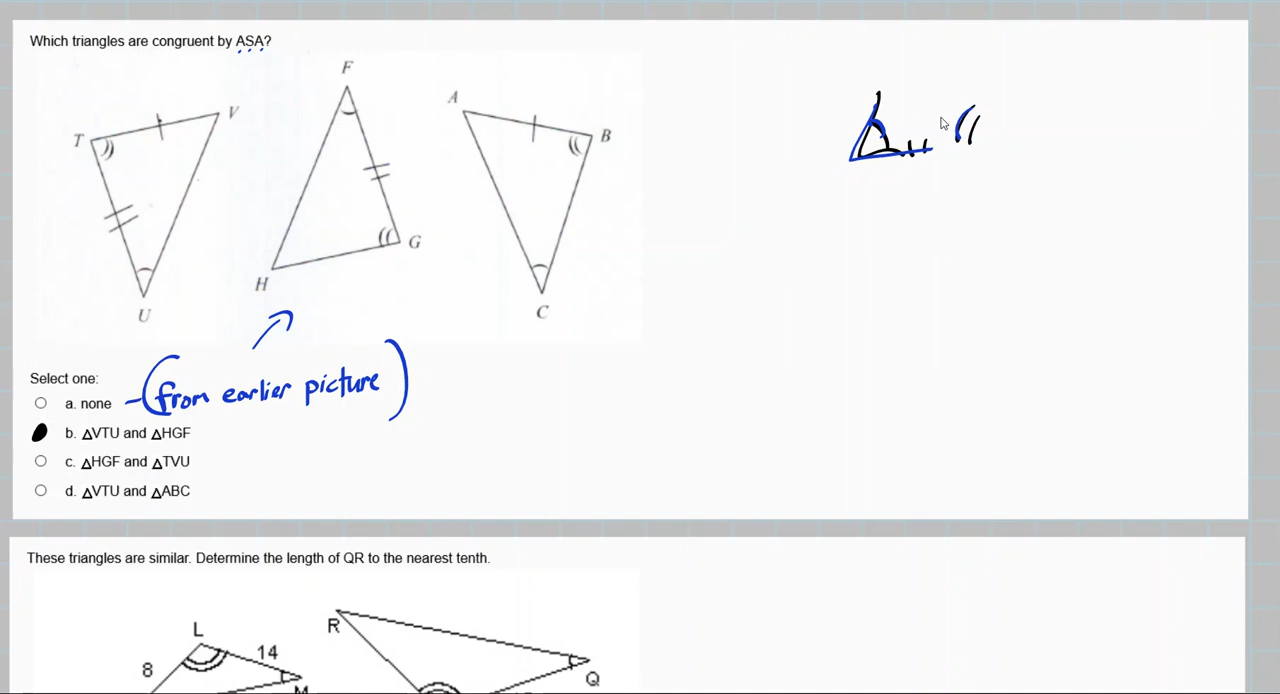 Which triangles are congruent by ASA?
F
A
V
T
B
G
H
U
C
Select one:
a. none
(from earlier picture)
b. △VTU and △HGF
c. △HGF and △TVU
d. △VTU and △ABC
These triangles are similar. Determine the length of QR to the nearest tenth.
L
R
14
8
Q
M